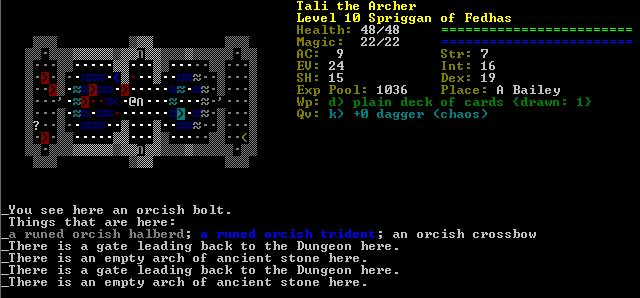 Tali the Archer
Level 10 Spriggan of Fedhas
Health: 48/48
Magic: 22/22
AC: 9 Str: 7
EV: 24 Int: 16
SH: 15 Dex: 19
Exp Pool: 1036 Place: A Bailey
Wp: d) plain deck of cards {drawn: 1}
Qv: k) +0 dagger (chaos)
_You see here an orcish bolt.
Things that are here:
_a runed orcish halberd; a runed orcish trident; an orcish crossbow
_There is a gate leading back to the Dungeon here.
_There is an empty arch of ancient stone here.
_There is a gate leading back to the Dungeon here.
_There is an empty arch of ancient stone here.